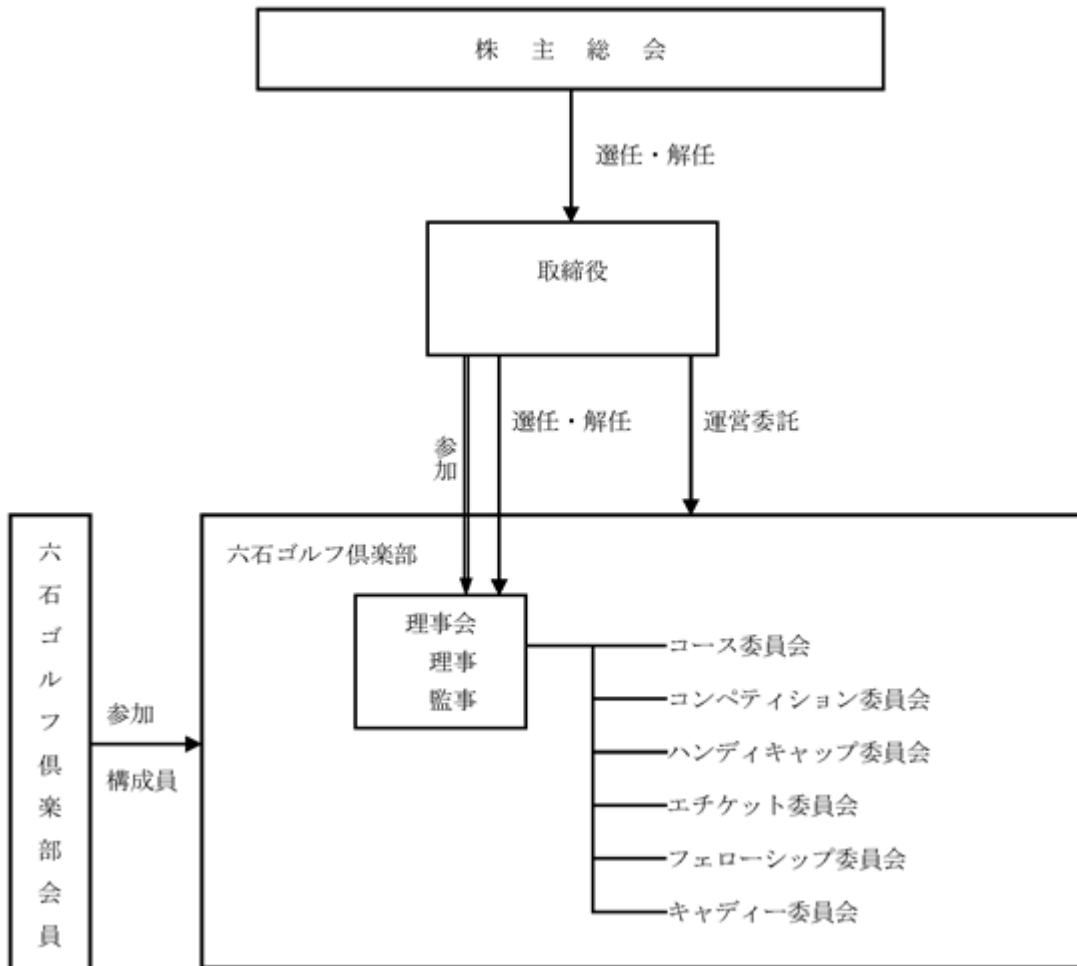 株主総会
選任・解任
取締役
参加
選任・解任
運営委託
六石ゴルフ倶楽部会員
参加
構成員
六石ゴルフ倶楽部
理事会
理事
監事
コース委員会
コンペティション委員会
ハンディキャップ委員会
エチケット委員会
フェローシップ委員会
キャディー委員会